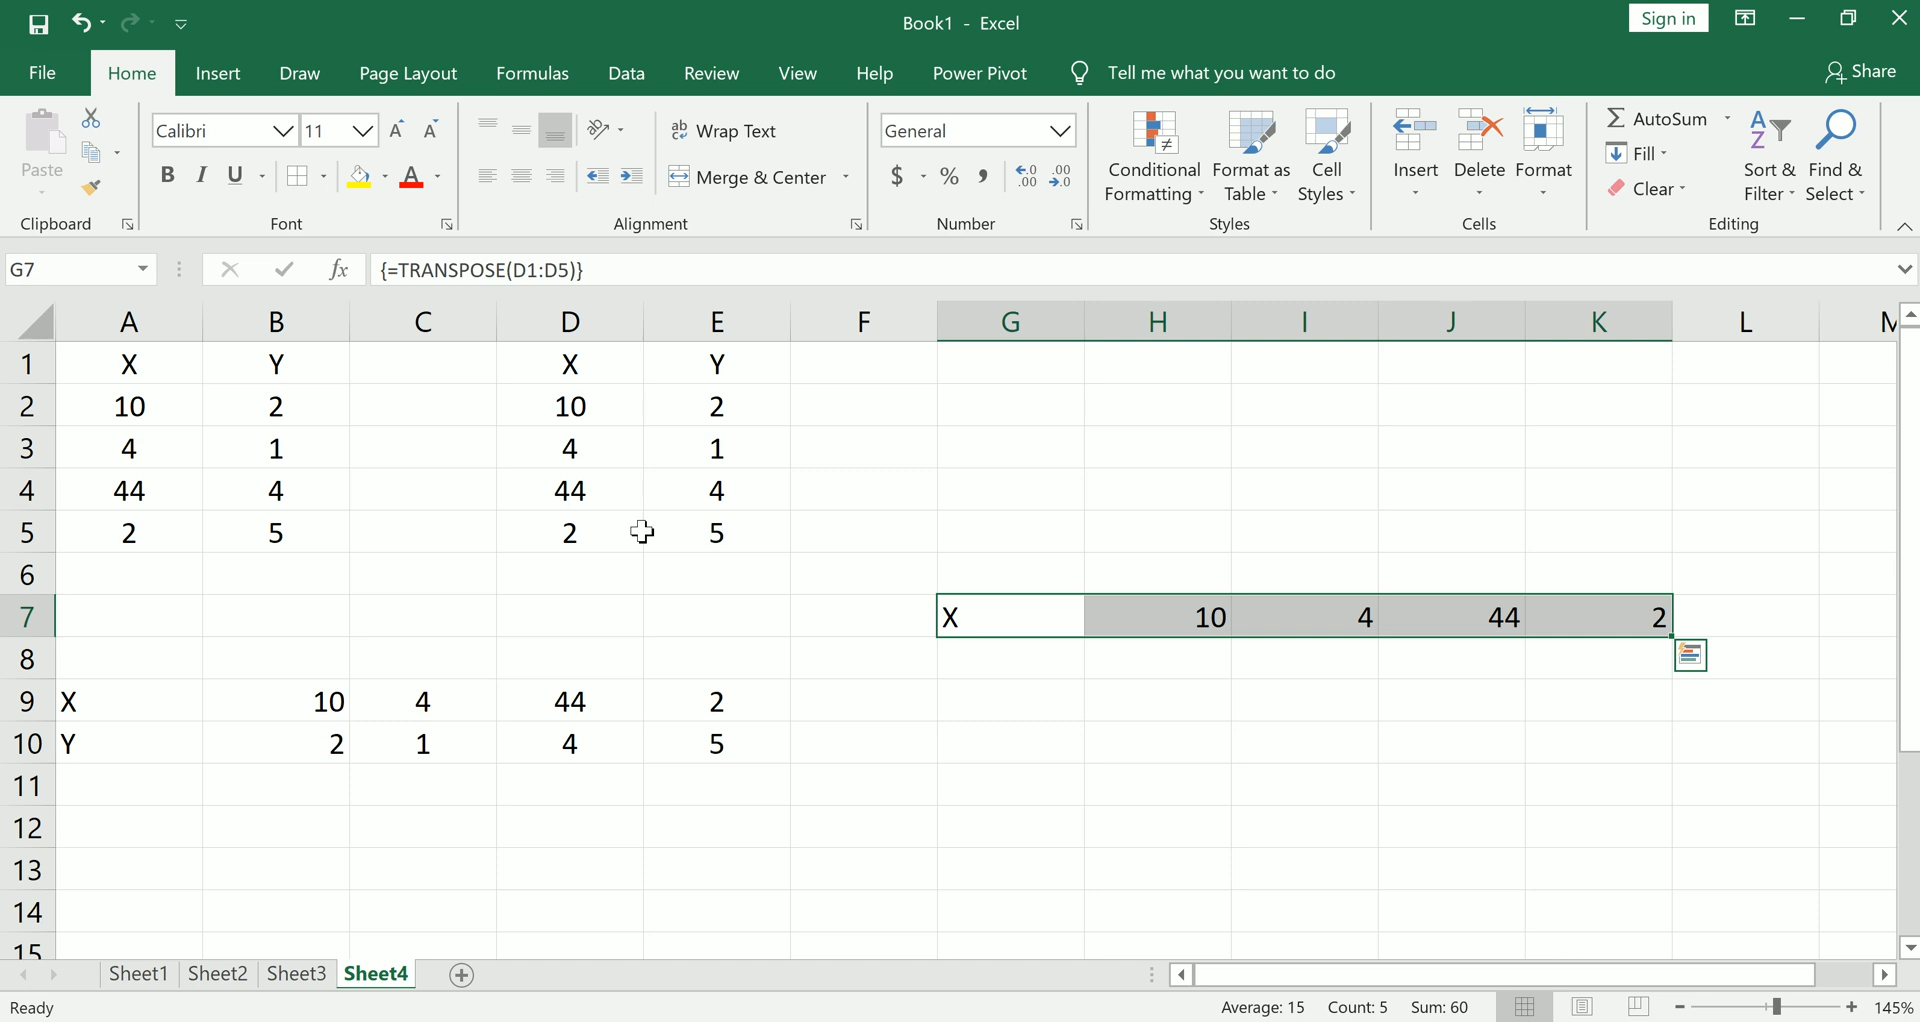 Book1 - Excel
Sign in
File Home Insert Draw Page Layout Formulas Data Review View Help Power Pivot Tell me what you want to do Share
Paste
Clipboard
Calibri 11
B I U
Font
Wrap Text
Merge & Center
Alignment
General
$ % ,
Number
Conditional Formatting
Format as Table
Cell Styles
Styles
Insert Delete Format
Cells
AutoSum
Fill
Clear
Sort & Filter
Find & Select
Editing
G7 fx {=TRANSPOSE(D1:D5)}
A B C D E F G H I J K L M
1 X Y X Y
2 10 2 10 2
3 4 1 4 1
4 44 4 44 4
5 2 5 2 5
6
7 X 10 4 44 2
8
9 X 10 4 44 2
10 Y 2 1 4 5
11
12
13
14
15
Sheet1 Sheet2 Sheet3 Sheet4
Ready Average: 15 Count: 5 Sum: 60 145%